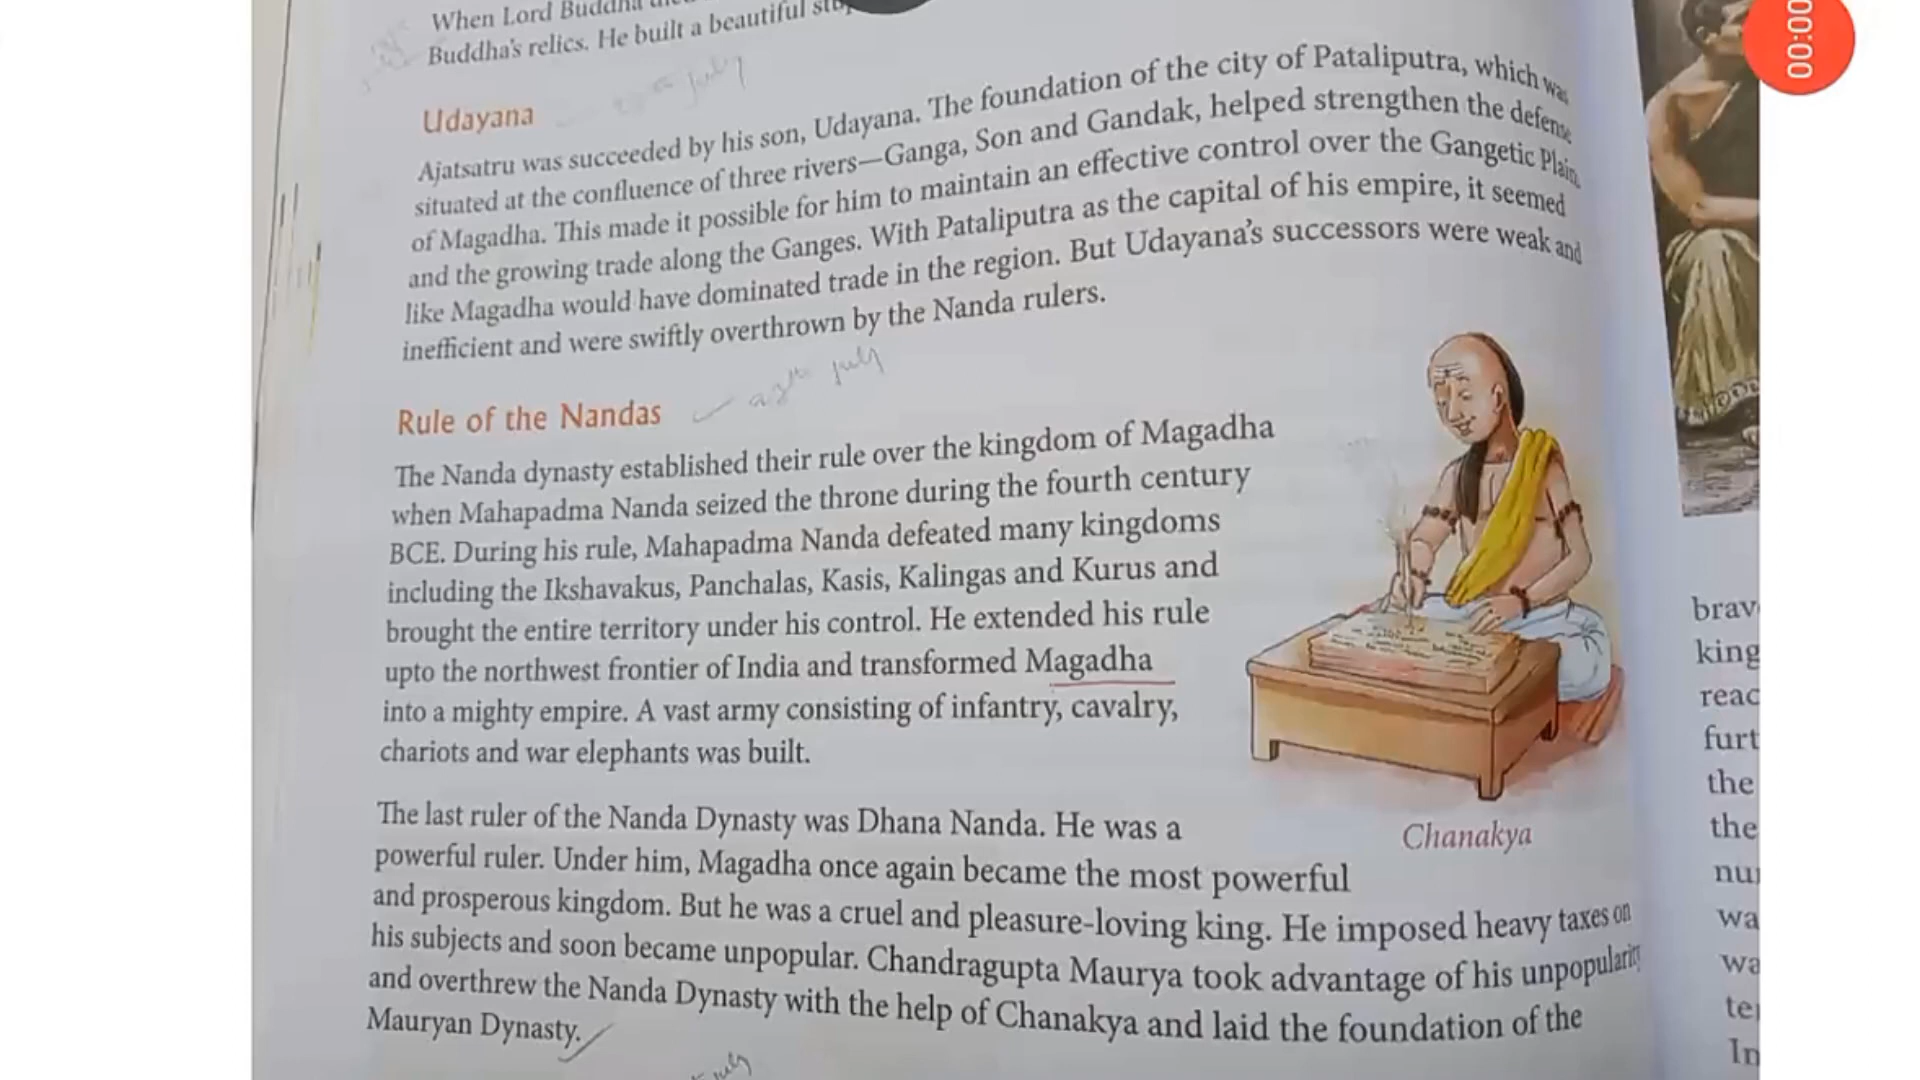 When Lord Buddha
Buddha's relics. He built a beautiful
july
Udayana
Ajatsatru was succeeded by his son, Udayana. The foundation of the city of Pataliputra, which was
situated at the confluence of three rivers—Ganga, Son and Gandak, helped strengthen the defense
of Magadha. This made it possible for him to maintain an effective control over the Gangetic Plain,
and the growing trade along the Ganges. With Pataliputra as the capital of his empire, it seemed
like Magadha would have dominated trade in the region. But Udayana's successors were weak and
inefficient and were swiftly overthrown by the Nanda rulers.
july
Rule of the Nandas
The Nanda dynasty established their rule over the kingdom of Magadha
when Mahapadma Nanda seized the throne during the fourth century
BCE. During his rule, Mahapadma Nanda defeated many kingdoms
including the Ikshavakus, Panchalas, Kasis, Kalingas and Kurus and
brought the entire territory under his control. He extended his rule
upto the northwest frontier of India and transformed Magadha
into a mighty empire. A vast army consisting of infantry, cavalry,
chariots and war elephants was built.
Chanakya
The last ruler of the Nanda Dynasty was Dhana Nanda. He was a
powerful ruler. Under him, Magadha once again became the most powerful
and prosperous kingdom. But he was a cruel and pleasure-loving king. He imposed heavy taxes on
his subjects and soon became unpopular. Chandragupta Maurya took advantage of his unpopularity
and overthrew the Nanda Dynasty with the help of Chanakya and laid the foundation of the
Mauryan Dynasty.
july
brav
king
reac
furt
the
the
nu
wa
wa
te
In
00:00